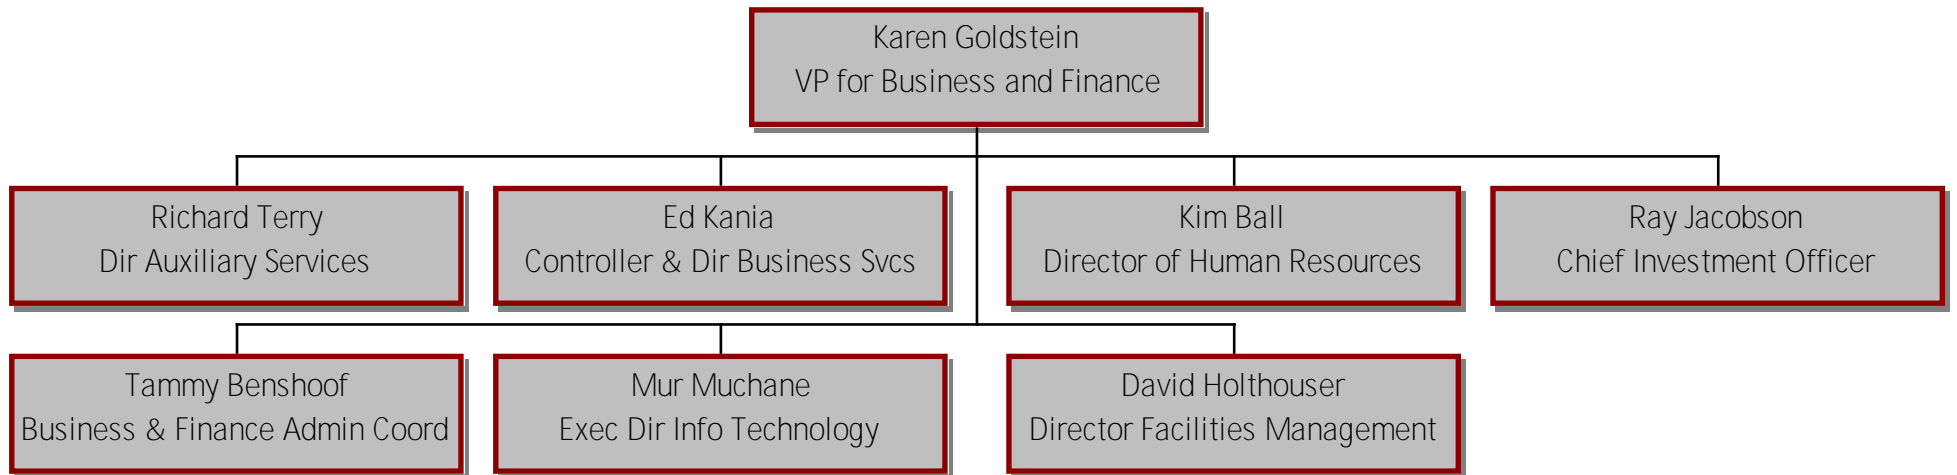 Karen Goldstein
VP for Business and Finance
Richard Terry
Dir Auxiliary Services
Ed Kania
Controller & Dir Business Svcs
Kim Ball
Director of Human Resources
Ray Jacobson
Chief Investment Officer
Tammy Benshoof
Business & Finance Admin Coord
Mur Muchane
Exec Dir Info Technology
David Holthouser
Director Facilities Management